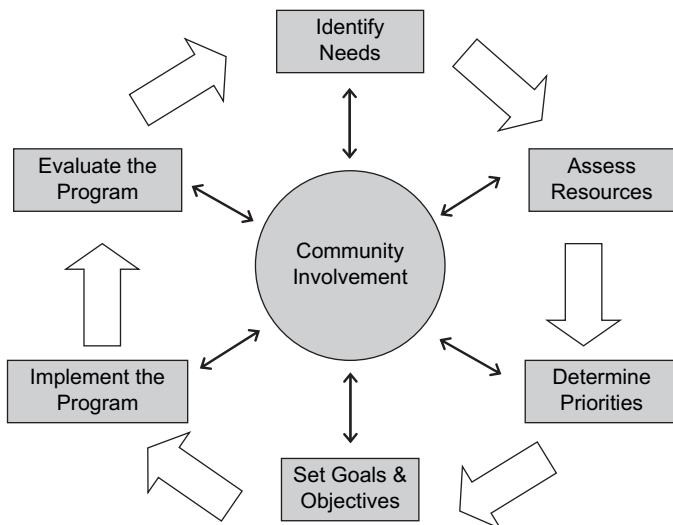 Identify
Needs
Assess
Resources
Determine
Priorities
Set Goals &
Objectives
Implement the
Program
Evaluate the
Program
Community
Involvement